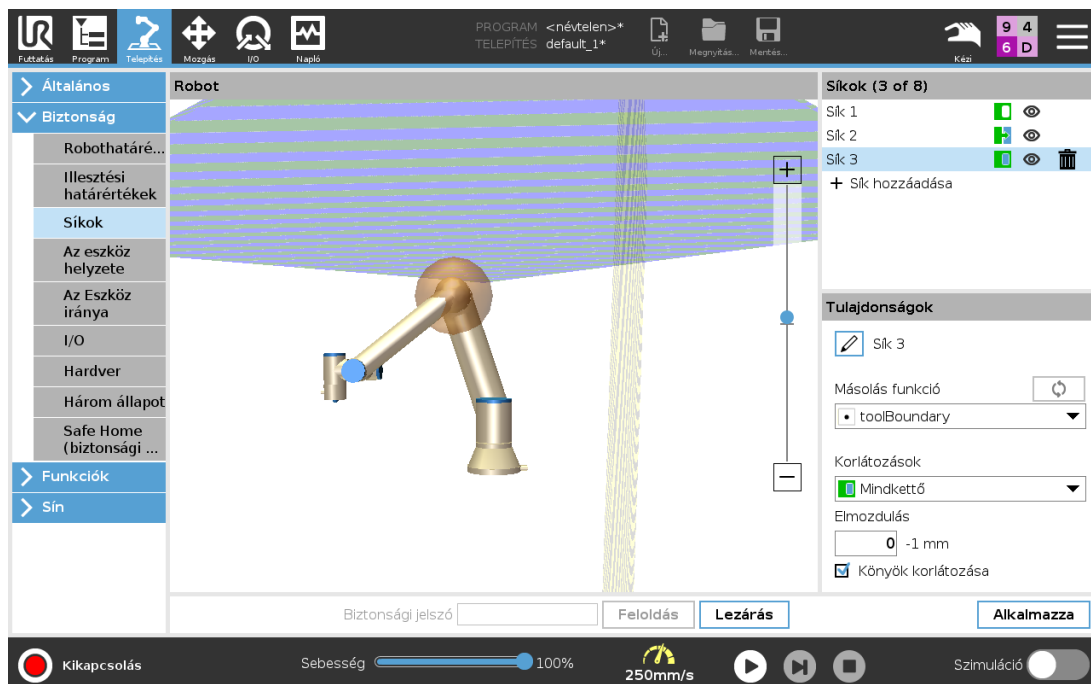 PROGRAM <névtelen>*
TELEPÍTÉS default_1*
Futtatás Program Telepítés Mozgás I/O Napló
Új... Megnyitás... Mentés...
Kézi
9 4
6 D
Általános
Biztonság
Robothatáré...
Illesztési
határértékek
Síkok
Az eszköz
helyzete
Az Eszköz
iránya
I/O
Hardver
Három állapot
Safe Home
(biztonsági ...
Funkciók
Sín
Robot
Síkok (3 of 8)
Sík 1
Sík 2
Sík 3
+ Sík hozzáadása
Tulajdonságok
Sík 3
Másolás funkció
toolBoundary
Korlátozások
Mindkettő
Elmozdulás
0 -1 mm
Könyök korlátozása
Biztonsági jelszó Feloldás Lezárás
Alkalmazza
Kikapcsolás
Sebesség 100%
250mm/s
Szimuláció